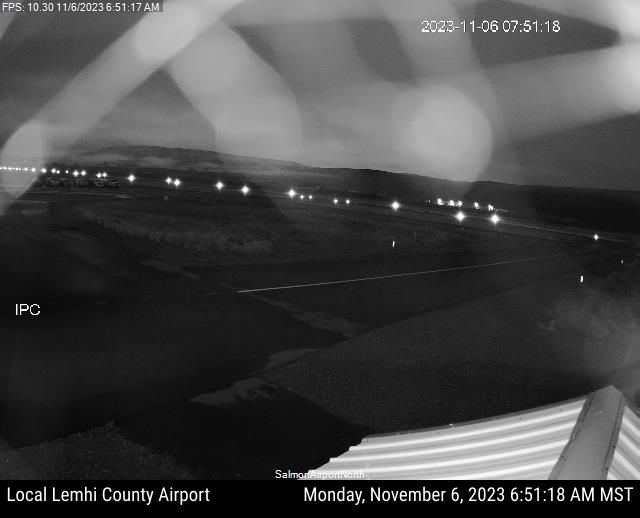 FPS: 10.30 11/6/2023 6:51:17 AM
2023-11-06 07:51:18
IPC
SalmonAirportNorth
Local Lemhi County Airport
Monday, November 6, 2023 6:51:18 AM MST